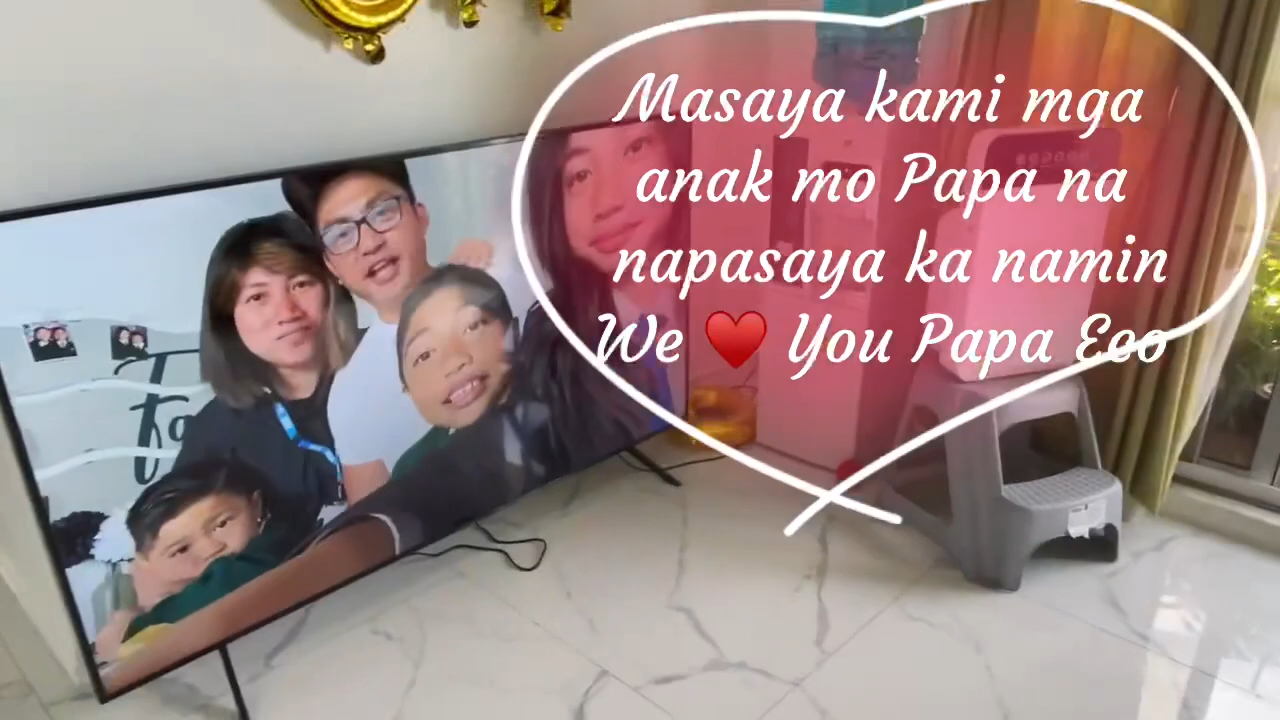 Masaya kami mga
anak mo Papa na
napasaya ka namin
We ❤️ You Papa Eco